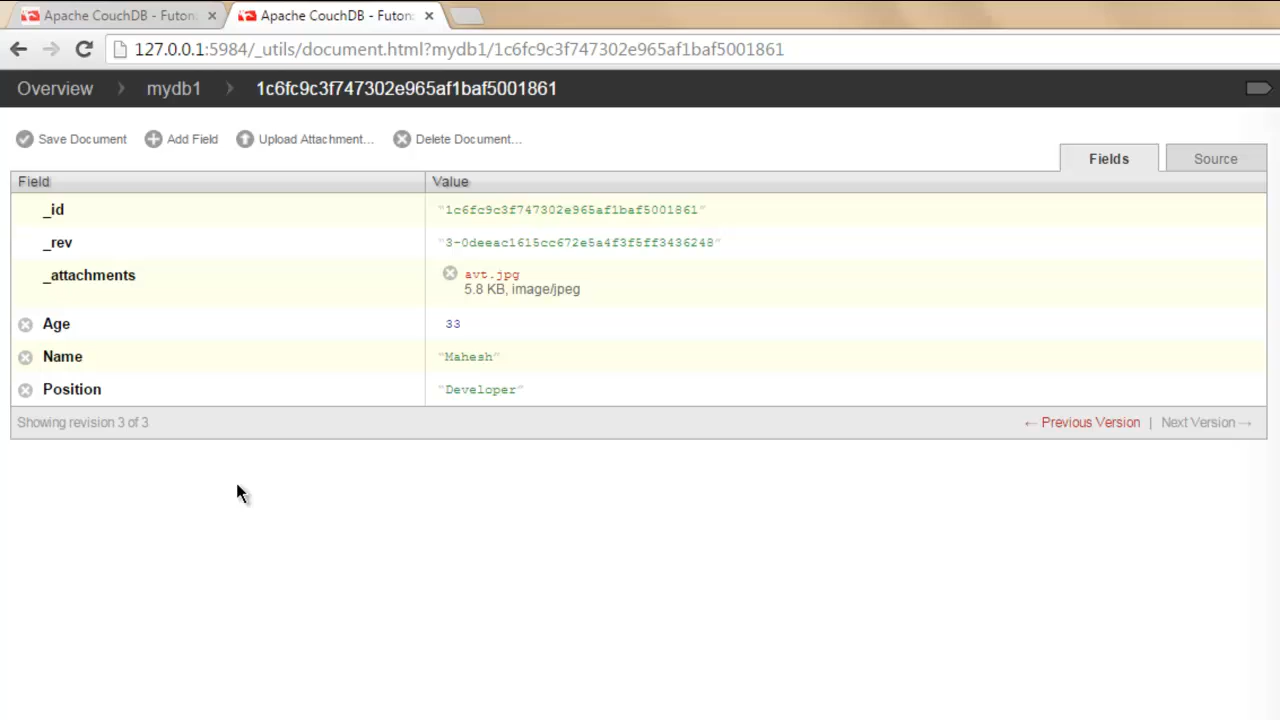 Apache CouchDB - Futon:
Apache CouchDB - Futon:
127.0.0.1:5984/_utils/document.html?mydb1/1c6fc9c3f747302e965af1baf5001861
Overview mydb1 1c6fc9c3f747302e965af1baf5001861
Save Document Add Field Upload Attachment... Delete Document...
Fields Source
Field Value
_id "1c6fc9c3f747302e965af1baf5001861"
_rev "3-0deeac1615cc672e5a4f3f5ff3436248"
_attachments avt.jpg
5.8 KB, image/jpeg
Age 33
Name "Mahesh"
Position "Developer"
Showing revision 3 of 3 ← Previous Version | Next Version →